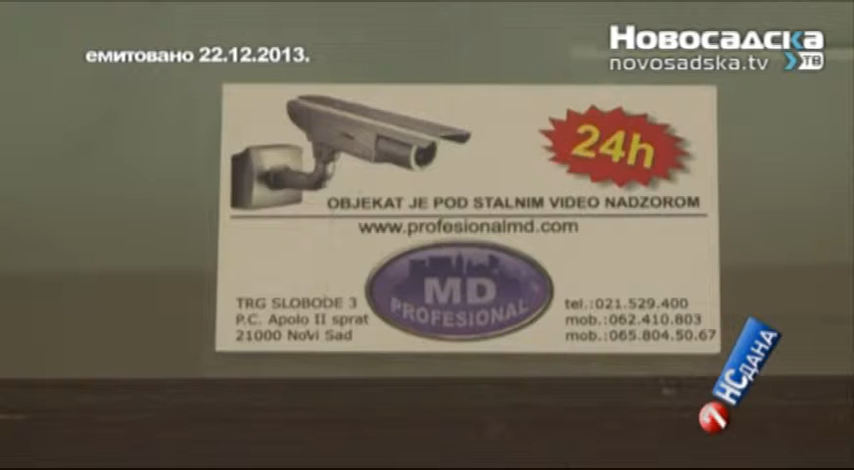 емитовано 22.12.2013.
НОВОСАДСКА
novosadska.tv ТВ
24h
OBJEKAT JE POD STALNIM VIDEO NADZOROM
www.profesionalmd.com
MD
PROFESIONAL
TRG SLOBODE 3
P.C. Apolo II sprat
21000 Novi Sad
tel.:021.529.400
mob.:062.410.803
mob.:065.804.50.67
НС дана